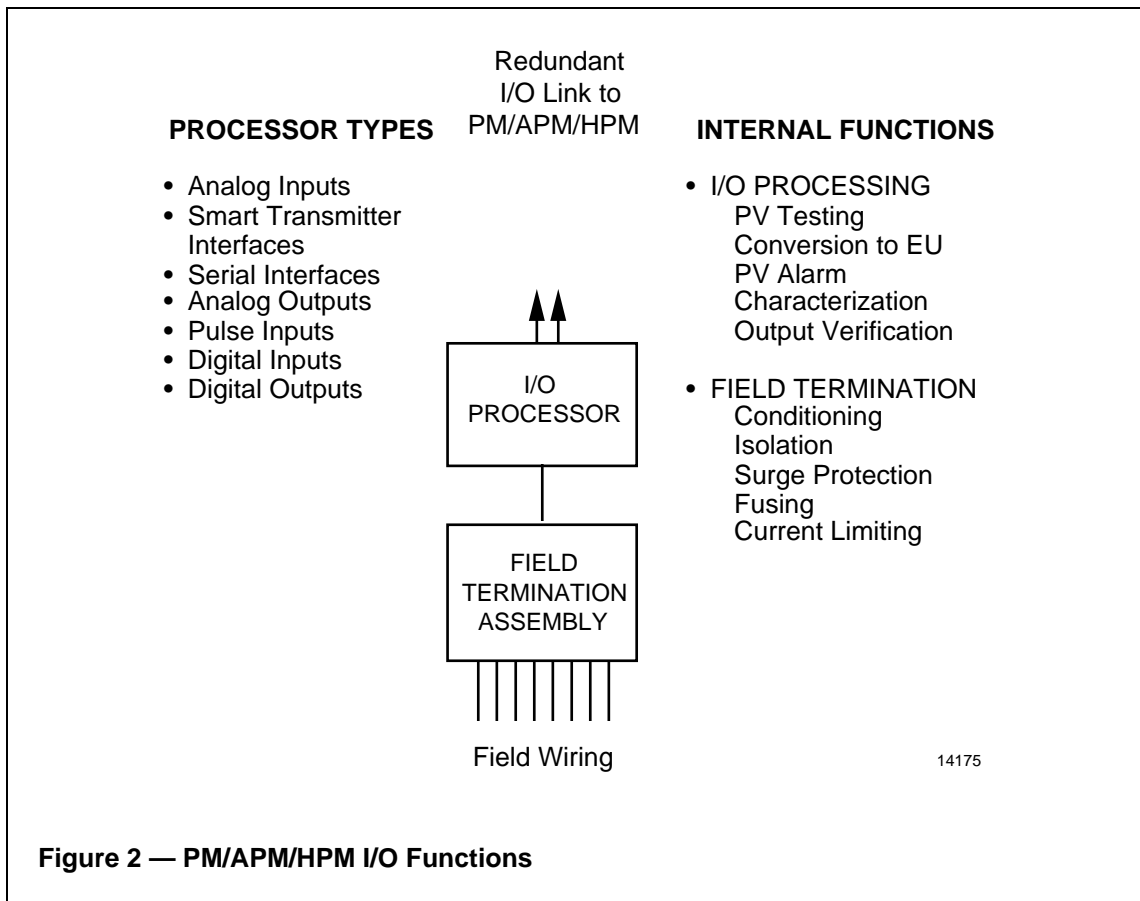 Redundant
I/O Link to
PM/APM/HPM
PROCESSOR TYPES
• Analog Inputs
• Smart Transmitter
Interfaces
• Serial Interfaces
• Analog Outputs
• Pulse Inputs
• Digital Inputs
• Digital Outputs
I/O
PROCESSOR
FIELD
TERMINATION
ASSEMBLY
Field Wiring
INTERNAL FUNCTIONS
• I/O PROCESSING
PV Testing
Conversion to EU
PV Alarm
Characterization
Output Verification
• FIELD TERMINATION
Conditioning
Isolation
Surge Protection
Fusing
Current Limiting
14175
Figure 2 — PM/APM/HPM I/O Functions